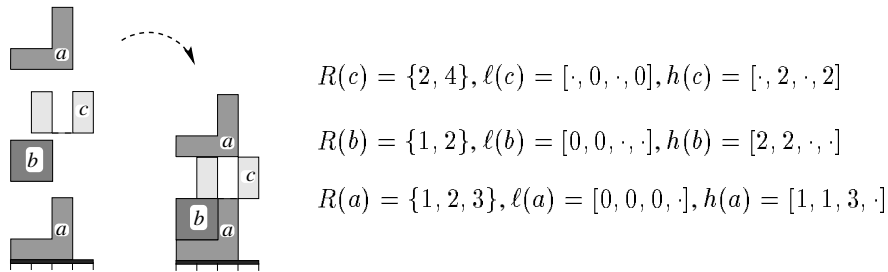 a
c
b
a
a
c
b
a
R(c) = {2, 4}, ℓ(c) = [·, 0, ·, 0], h(c) = [·, 2, ·, 2]
R(b) = {1, 2}, ℓ(b) = [0, 0, ·, ·], h(b) = [2, 2, ·, ·]
R(a) = {1, 2, 3}, ℓ(a) = [0, 0, 0, ·], h(a) = [1, 1, 3, ·]